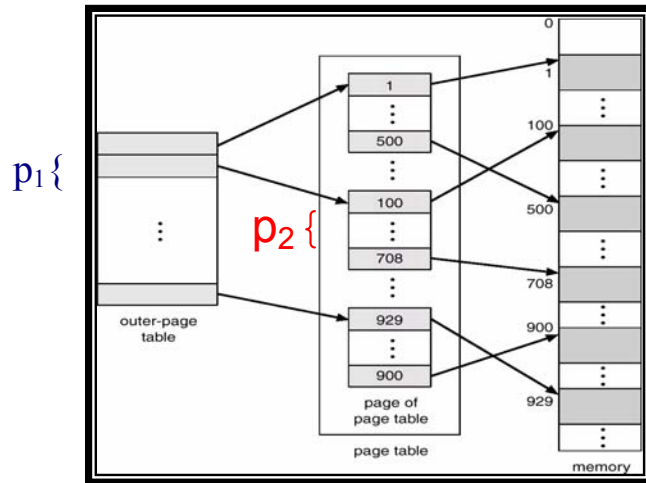 p1{
outer-page
table
p2 {
1
500
100
708
929
900
page of
page table
page table
0
1
100
500
708
900
929
memory